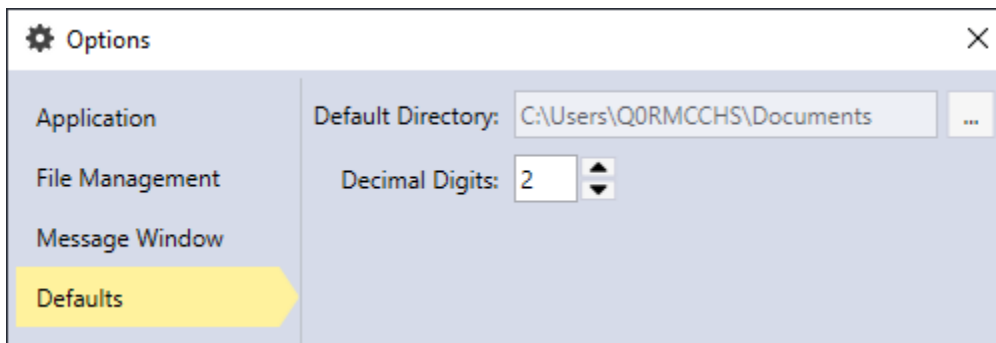 Options
Application
File Management
Message Window
Defaults
Default Directory: C:\Users\Q0RMCCHS\Documents ...
Decimal Digits: 2